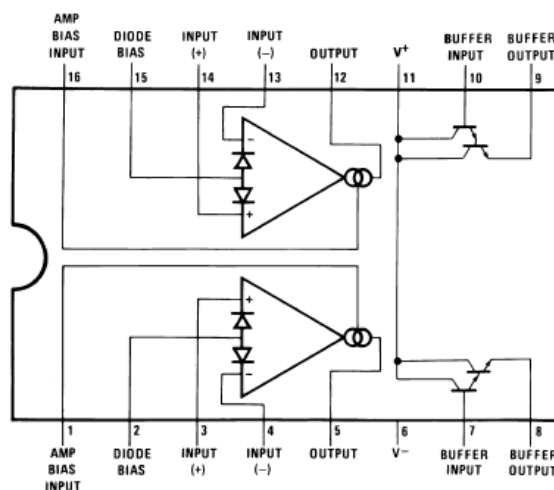 AMP
BIAS
INPUT
16
DIODE
BIAS
15
INPUT
(+)
14
INPUT
(−)
13
OUTPUT
12
V+
11
BUFFER
INPUT
10
BUFFER
OUTPUT
9
−
+
+
−
1
AMP
BIAS
INPUT
2
DIODE
BIAS
3
INPUT
(+)
4
INPUT
(−)
5
OUTPUT
6
V−
7
BUFFER
INPUT
8
BUFFER
OUTPUT